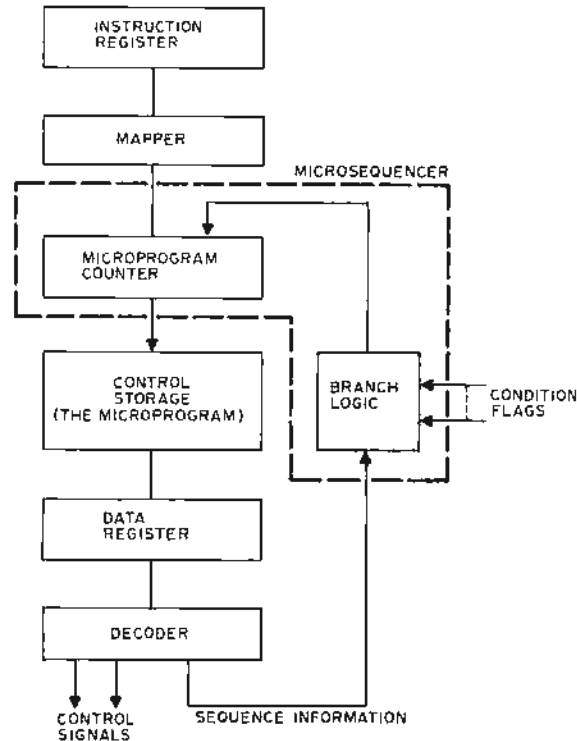 INSTRUCTION
REGISTER
MAPPER
MICROSEQUENCER
MICROPROGRAM
COUNTER
CONTROL
STORAGE
(THE MICROPROGRAM)
BRANCH
LOGIC
CONDITION
FLAGS
DATA
REGISTER
DECODER
CONTROL
SIGNALS
SEQUENCE INFORMATION